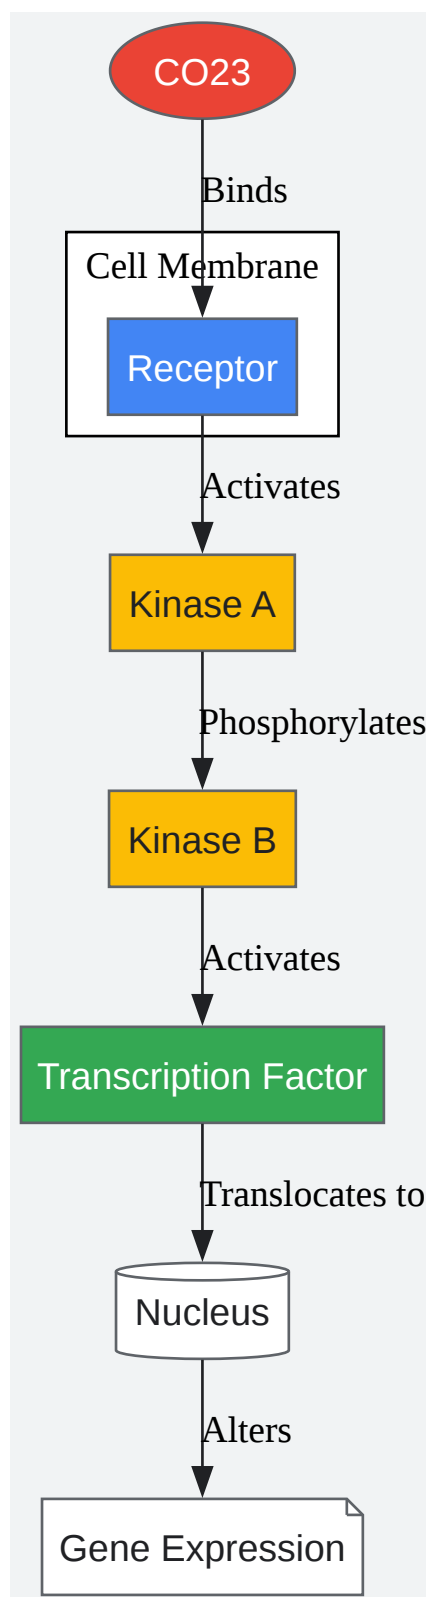 CO23
Binds
Cell Membrane
Receptor
Activates
Kinase A
Phosphorylates
Kinase B
Activates
Transcription Factor
Translocates to
Nucleus
Alters
Gene Expression